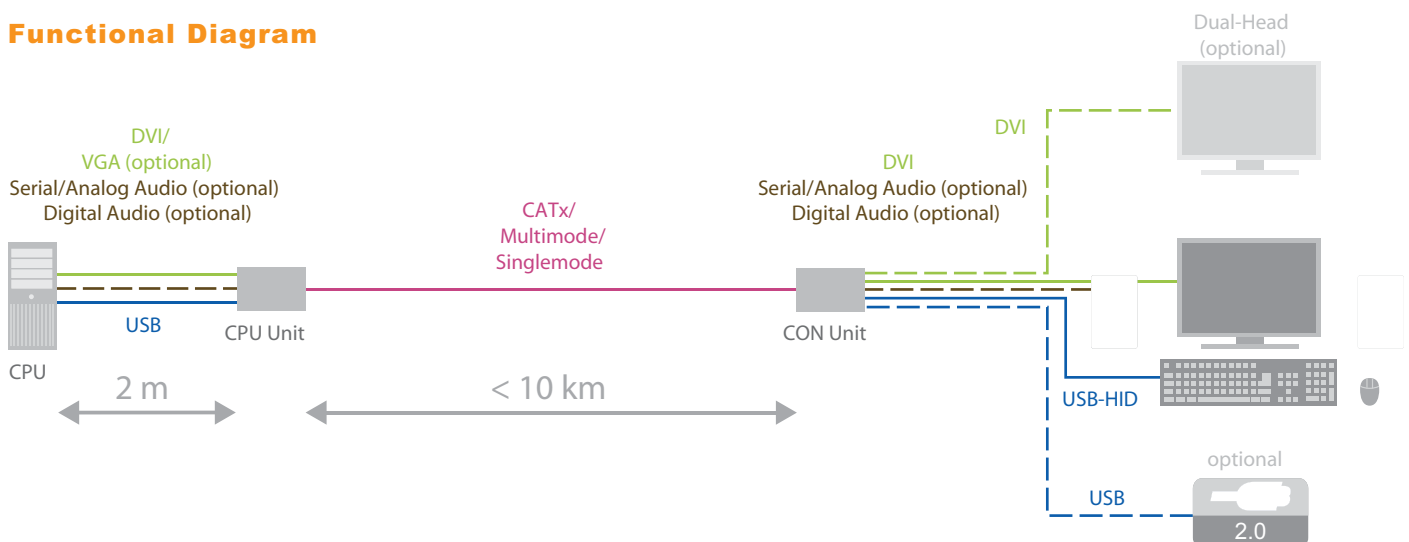 Functional Diagram
Dual-Head
(optional)
DVI/
VGA (optional)
Serial/Analog Audio (optional)
Digital Audio (optional)
CATx/
Multimode/
Singlemode
DVI
DVI
Serial/Analog Audio (optional)
Digital Audio (optional)
USB
CPU Unit
CON Unit
CPU
2 m
< 10 km
USB-HID
optional
USB
2.0